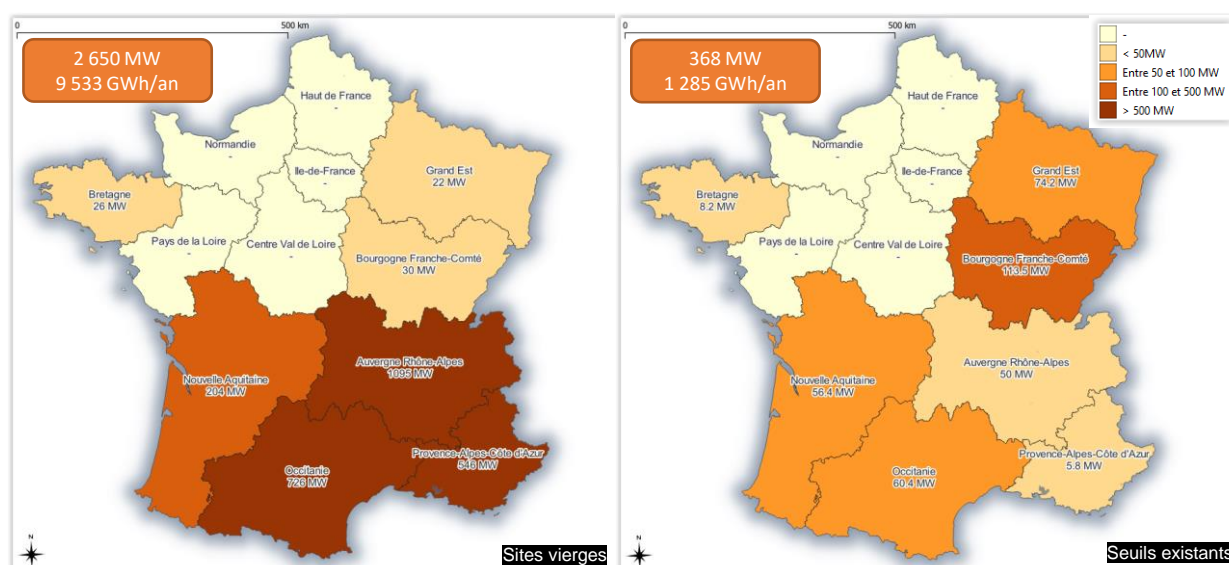 0
500 km
2 650 MW
9 533 GWh/an
Haut de France
-
Normandie
-
Ile-de-France
-
Grand Est
22 MW
Bretagne
26 MW
Pays de la Loire
-
Centre Val de Loire
-
Bourgogne Franche-Comté
30 MW
Auvergne Rhône-Alpes
1095 MW
Nouvelle Aquitaine
204 MW
Provence-Alpes-Côte d'Azur
546 MW
Occitanie
726 MW
N
Sites vierges
0
500 km
368 MW
1 285 GWh/an
-
< 50MW
Entre 50 et 100 MW
Entre 100 et 500 MW
> 500 MW
Haut de France
-
Normandie
-
Ile-de-France
-
Grand Est
74.2 MW
Bretagne
8.2 MW
Pays de la Loire
-
Centre Val de Loire
-
Bourgogne Franche-Comté
113.5 MW
Auvergne Rhône-Alpes
50 MW
Nouvelle Aquitaine
56.4 MW
Provence-Alpes-Côte d'Azur
5.8 MW
Occitanie
60.4 MW
N
Seuils existants